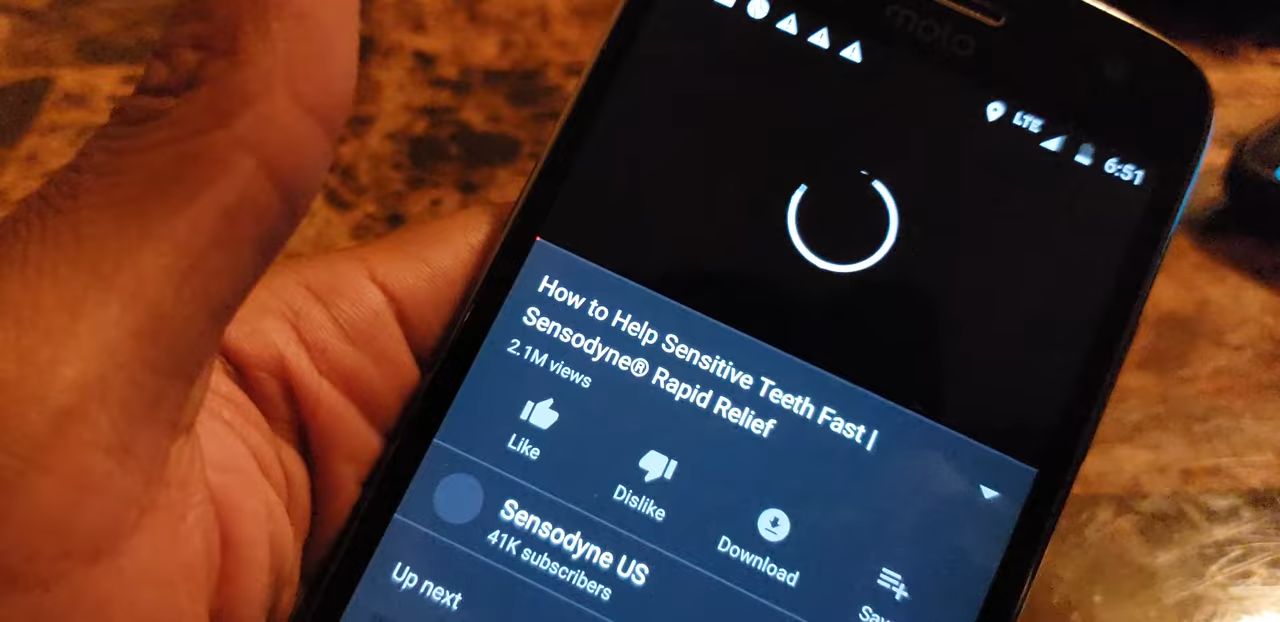 moto
LTE 6:51
How to Help Sensitive Teeth Fast |
Sensodyne® Rapid Relief
2.1M views
Like
Dislike
Download
Sav
Sensodyne US
41K subscribers
Up next